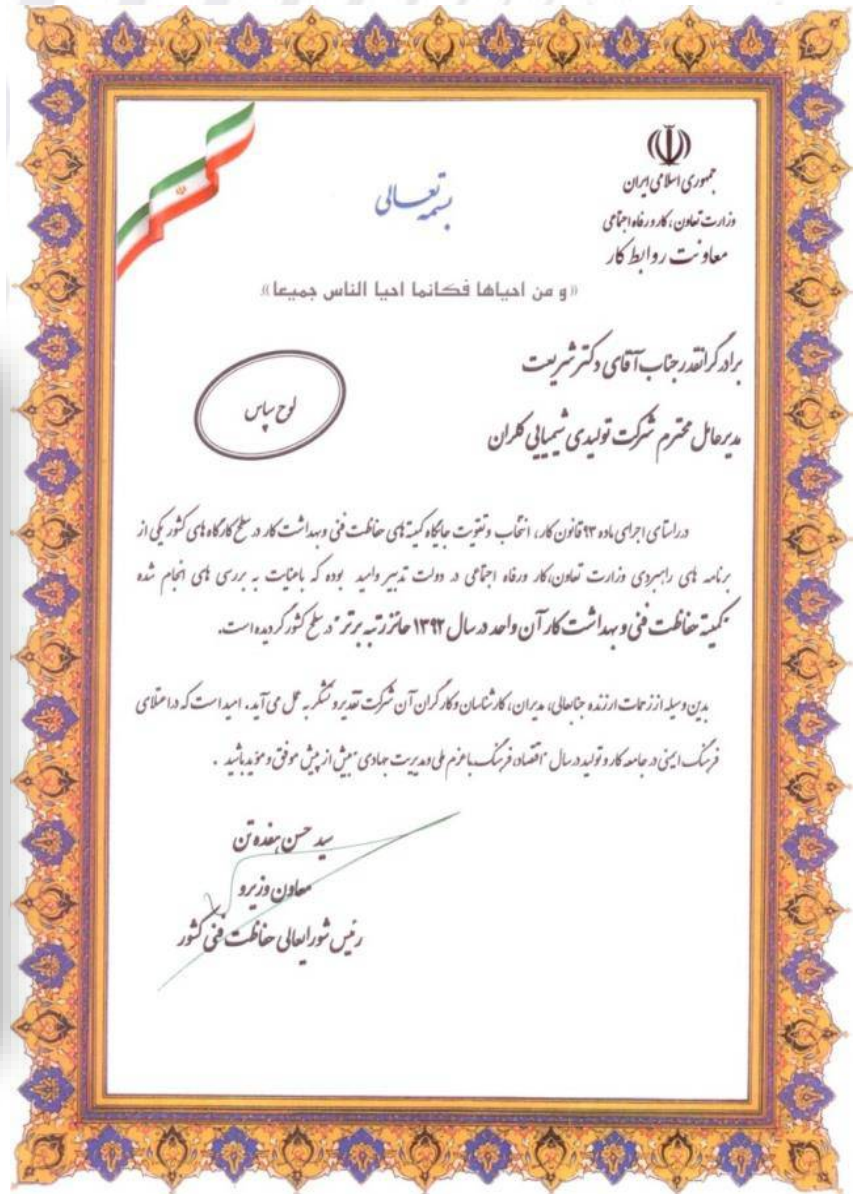 جمهوری اسلامی ایران
وزارت تعاون، کار و رفاه اجتماعی
معاونت روابط کار
بسمه تعالی
«و من احیاها فکانما احیا الناس جمیعا»
برادر گرانقدر جناب آقای دکتر شریعت
لوح سپاس
مدیرعامل محترم شرکت تولیدی شیمیایی کلران
در راستای اجرای ماده ۹۳ قانون کار، انتخاب و تقویت جایگاه کمیته های حفاظت فنی و بهداشت کار در سطح کارگاه های کشور یکی از
برنامه های راهبردی وزارت تعاون، کار و رفاه اجتماعی در دولت تدبیر و امید بوده که باعنایت به بررسی های انجام شده
"کمیته حفاظت فنی و بهداشت کار آن واحد در سال ۱۳۹۲ حائز رتبه برتر" در سطح کشور گردیده است.
بدین وسیله از زحمات ارزنده جنابعالی، مدیران، کارشناسان و کارگران آن شرکت تقدیر و تشکر به عمل می آید. امید است که در اعتلای
فرهنگ ایمنی در جامعه کار و تولید در سال "اقتصاد و فرهنگ با عزم ملی و مدیریت جهادی" بیش از پیش موفق و مؤید باشید.
سید حسن هفده تن
معاون وزیر و
رئیس شورایعالی حفاظت فنی کشور